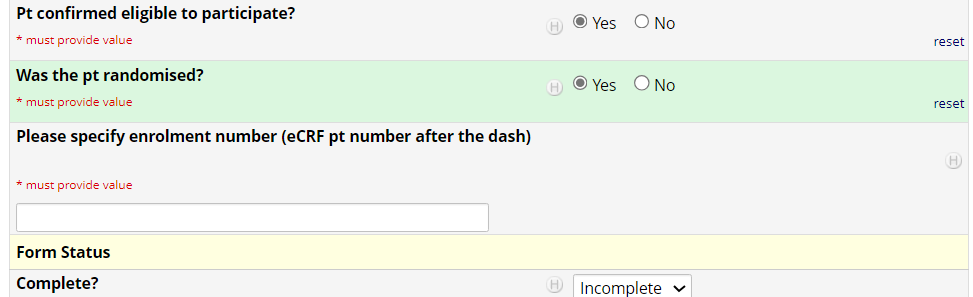 Pt confirmed eligible to participate?
H Yes No
* must provide value
reset
Was the pt randomised?
H Yes No
* must provide value
reset
Please specify enrolment number (eCRF pt number after the dash)
H
* must provide value
Form Status
Complete?
H Incomplete